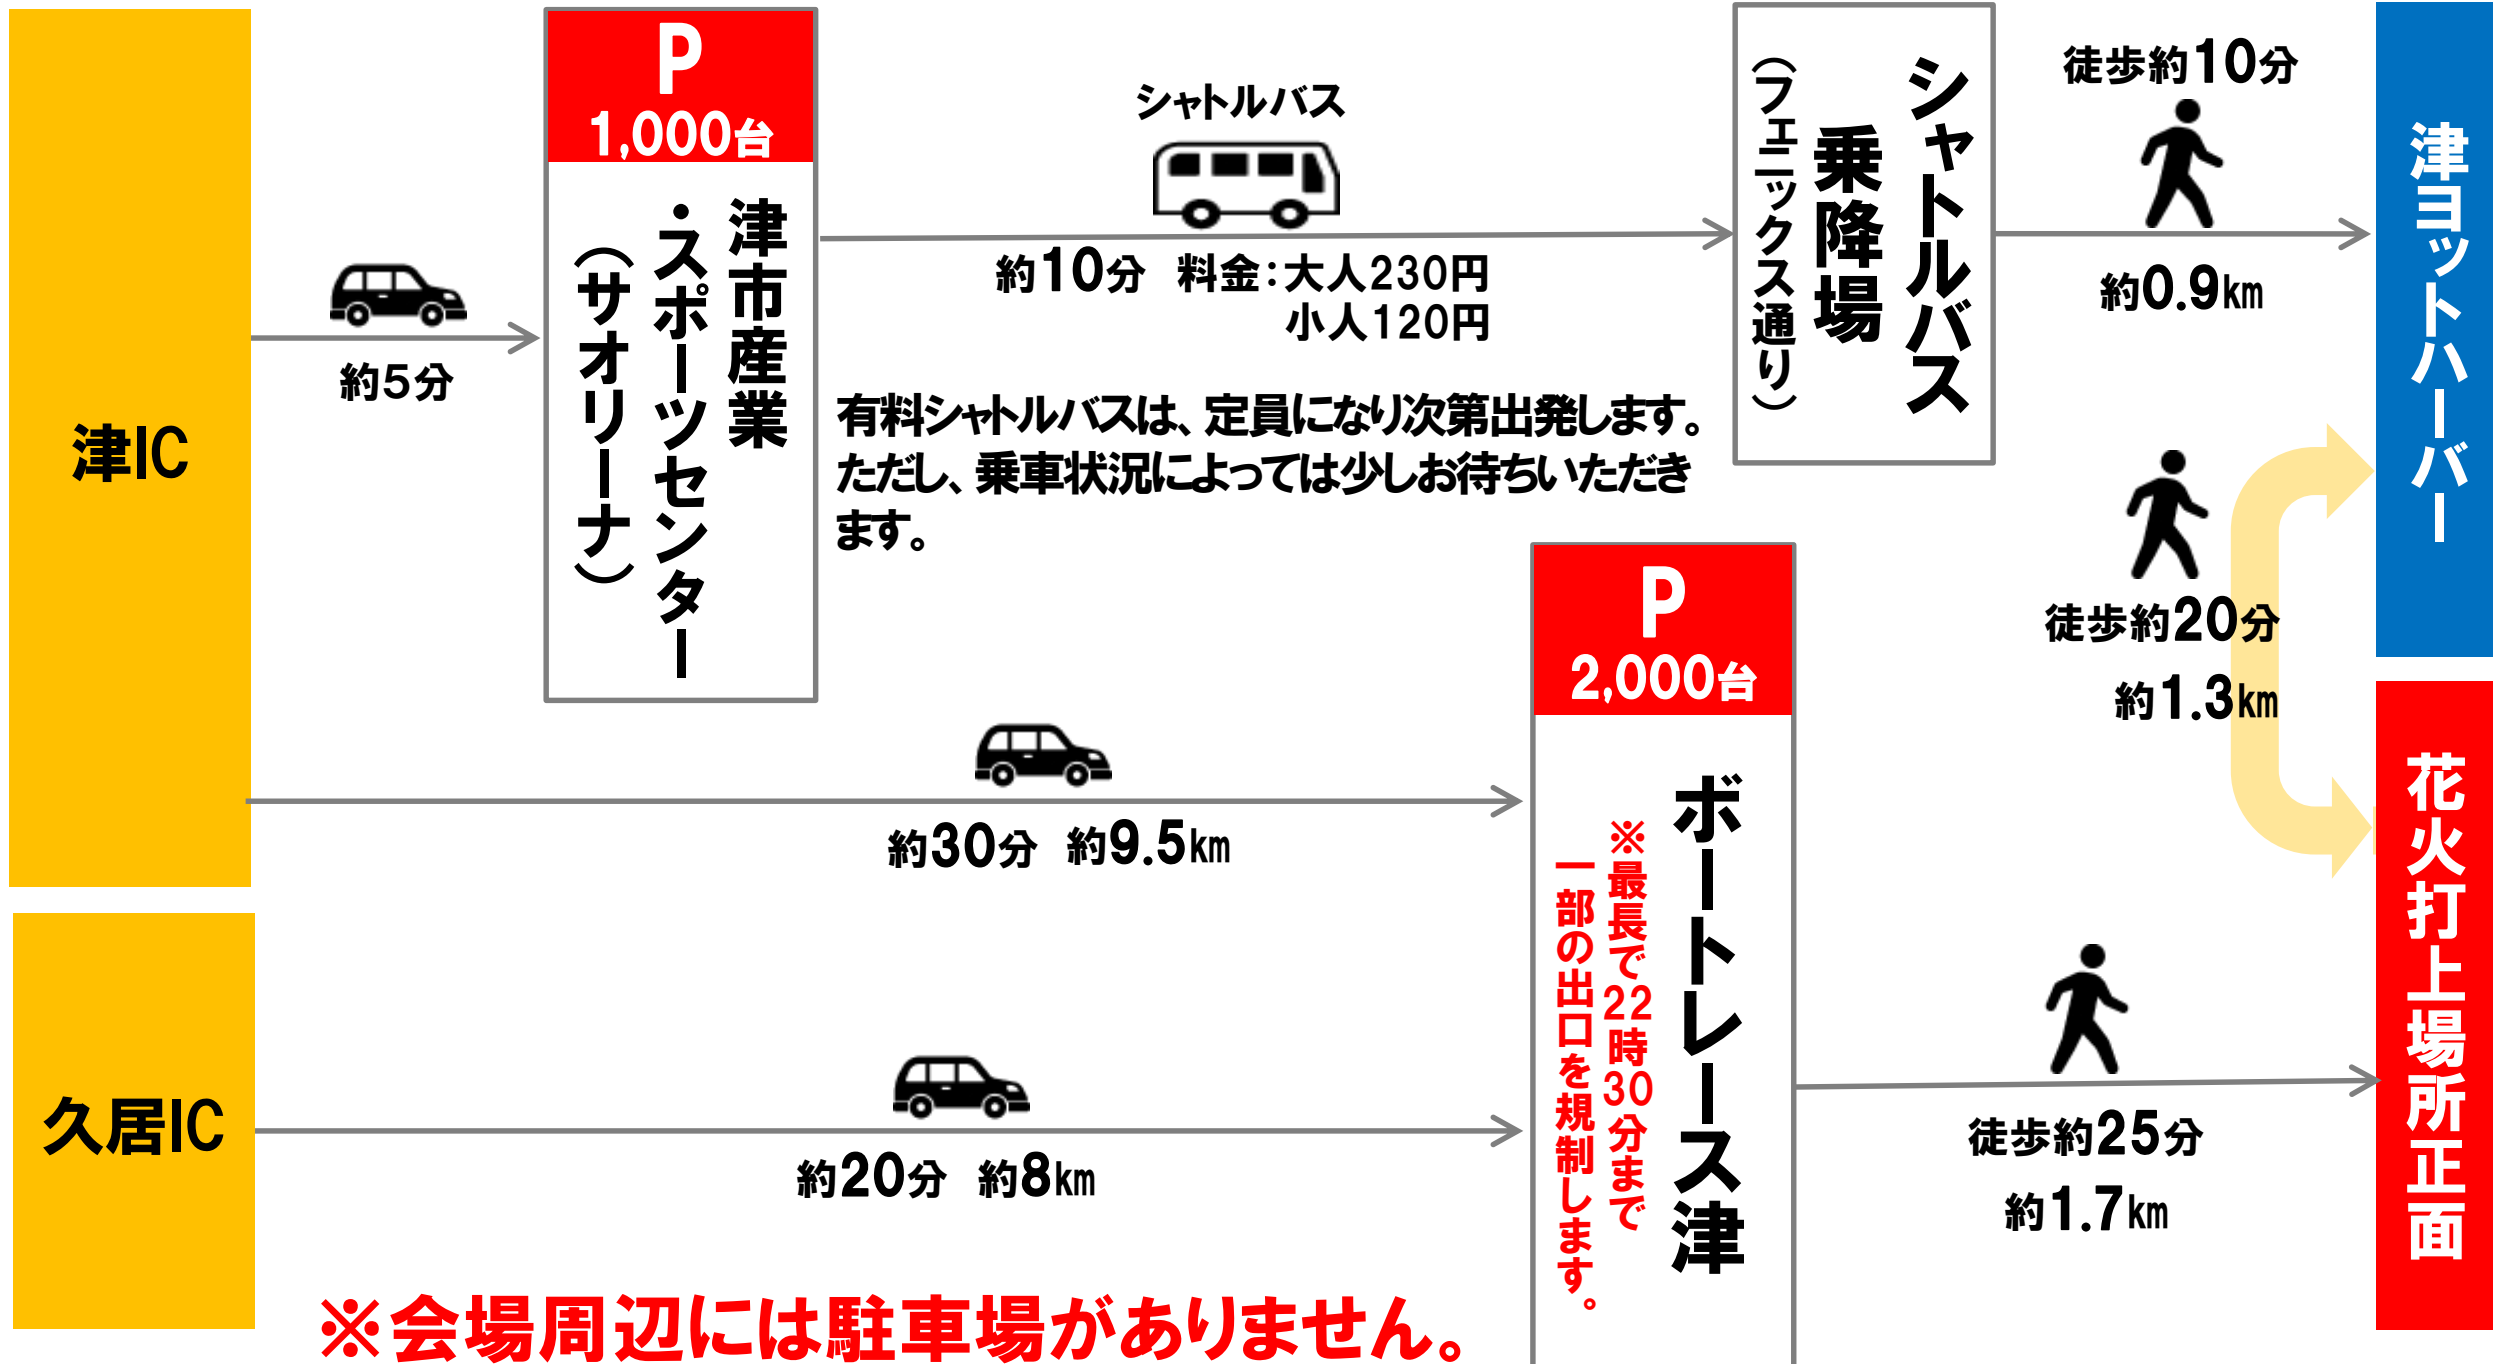 津IC
約5分
P
1,000台
津市産業
・スポーツセンター
（サオリーナ）
シャトルバス
約10分 料金：大人230円
小人120円
有料シャトルバスは、定員になり次第出発します。
ただし、乗車状況によっては少しお待ちいただき
ます。
シャトルバス
乗降場
（フェニックス通り）
徒歩約10分
約0.9km
津ヨットハーバー
徒歩約20分
約1.3km
約30分 約9.5km
P
2,000台
ボートレース津
※最長で22時30分まで
一部の出口を規制します。
久居IC
約20分 約8km
徒歩約25分
約1.7km
花火打上場所正面
※会場周辺には駐車場がありません。